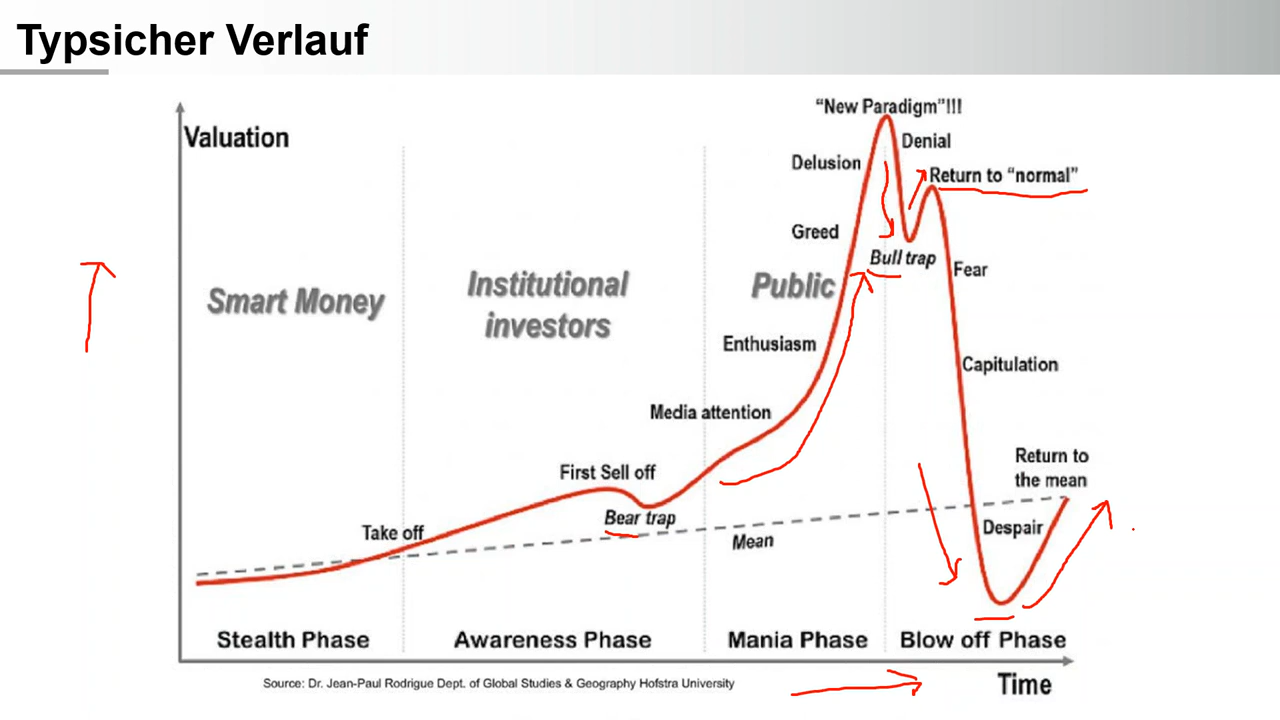 Typsicher Verlauf
Valuation
"New Paradigm"!!!
Denial
Delusion
Return to "normal"
Greed
Bull trap
Fear
Smart Money
Institutional
investors
Public
Enthusiasm
Capitulation
Media attention
First Sell off
Return to
the mean
Bear trap
Take off
Despair
Mean
Stealth Phase
Awareness Phase
Mania Phase
Blow off Phase
Source: Dr. Jean-Paul Rodrigue Dept. of Global Studies & Geography Hofstra University
Time